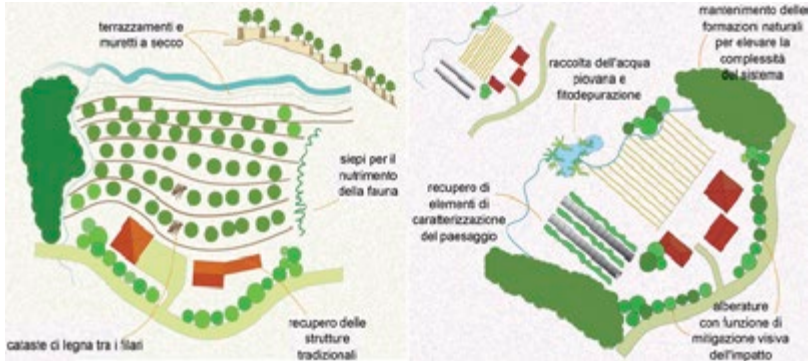 terrazzamenti e
muretti a secco
siepi per il
nutrimento
della fauna
cataste di legna tra i filari
recupero delle
strutture
tradizionali
mantenimento delle
formazioni naturali
per elevare la
complessità
del sistema
raccolta dell'acqua
piovana e
fitodepurazione
recupero di
elementi di
caratterizzazione
del paesaggio
alberature
con funzione di
mitigazione visiva
dell'impatto